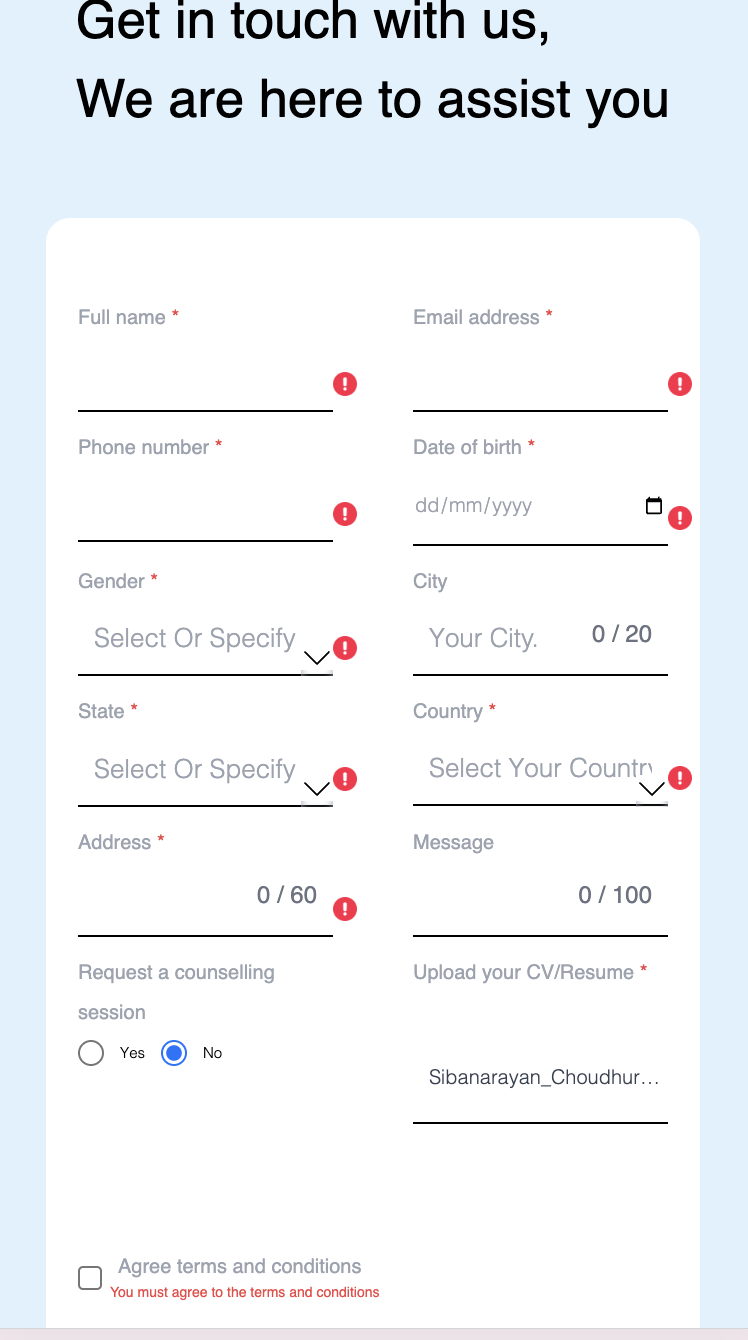 Get in touch with us,
We are here to assist you
Full name *
Email address *
Phone number *
Date of birth *
dd/mm/yyyy
Gender *
City
Select Or Specify
Your City.
0 / 20
State *
Country *
Select Or Specify
Select Your Country
Address *
Message
0 / 60
0 / 100
Request a counselling
session
Upload your CV/Resume *
Yes
No
Sibanarayan_Choudhur...
Agree terms and conditions
You must agree to the terms and conditions